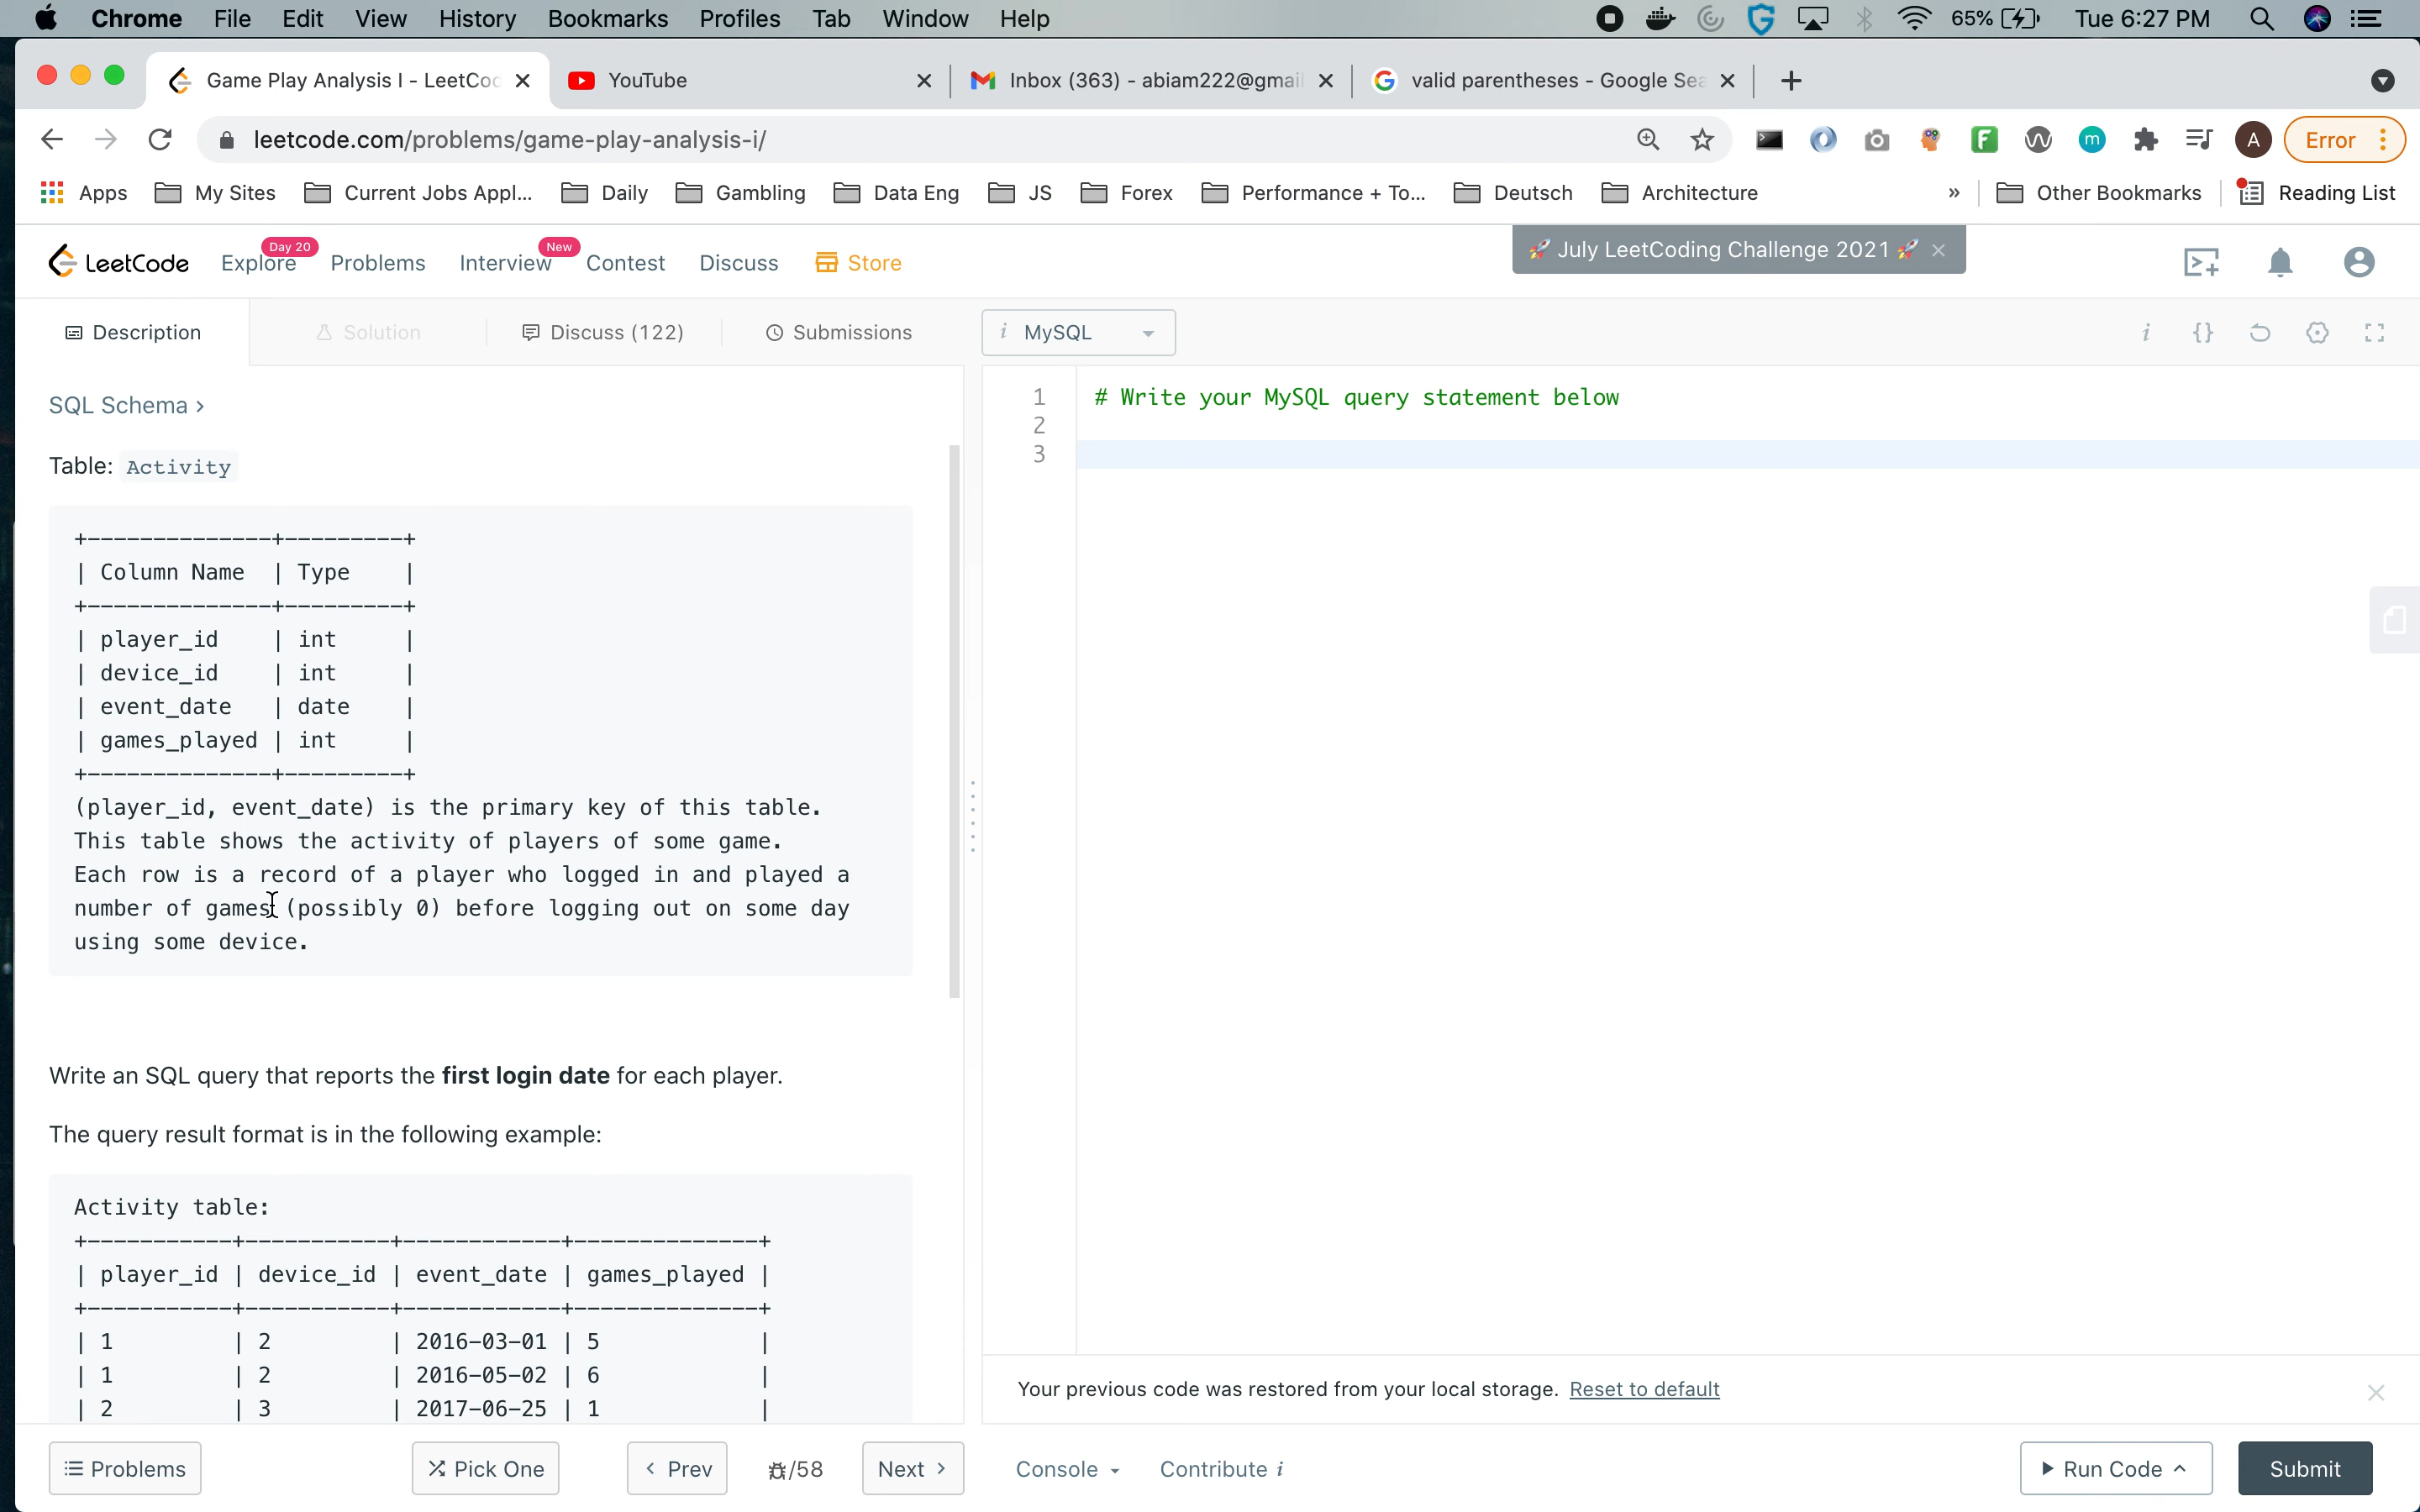 Chrome File Edit View History Bookmarks Profiles Tab Window Help 65% Tue 6:27 PM
Game Play Analysis I - LeetCo YouTube Inbox (363) - abiam222@gmai valid parentheses - Google Sea
leetcode.com/problems/game-play-analysis-i/ F m A Error
Apps My Sites Current Jobs Appl... Daily Gambling Data Eng JS Forex Performance + To... Deutsch Architecture » Other Bookmarks Reading List
LeetCode Explore Day 20 Problems Interview New Contest Discuss Store 🚀 July LeetCoding Challenge 2021 🚀 ×
Description Solution Discuss (122) Submissions i MySQL i {}
SQL Schema ›
Table: Activity
+--------------+---------+
| Column Name  | Type    |
+--------------+---------+
| player_id    | int     |
| device_id    | int     |
| event_date   | date    |
| games_played | int     |
+--------------+---------+
(player_id, event_date) is the primary key of this table.
This table shows the activity of players of some game.
Each row is a record of a player who logged in and played a
number of games (possibly 0) before logging out on some day
using some device.
Write an SQL query that reports the first login date for each player.
The query result format is in the following example:
Activity table:
+-----------+-----------+------------+--------------+
| player_id | device_id | event_date | games_played |
+-----------+-----------+------------+--------------+
| 1         | 2         | 2016-03-01 | 5            |
| 1         | 2         | 2016-05-02 | 6            |
| 2         | 3         | 2017-06-25 | 1            |
1 # Write your MySQL query statement below
2
3
Your previous code was restored from your local storage. Reset to default
Problems Pick One ‹ Prev /58 Next › Console Contribute i Run Code Submit